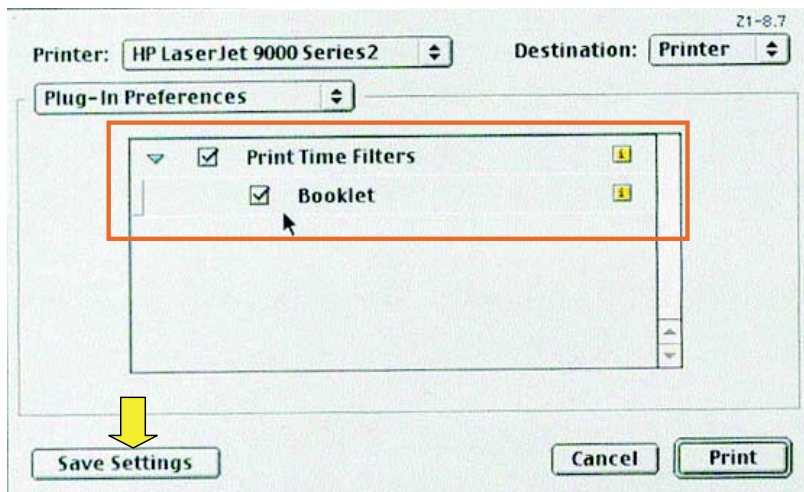 Z1-8.7
Printer: HP LaserJet 9000 Series2 Destination: Printer
Plug-In Preferences
Print Time Filters
Booklet
Save Settings
Cancel Print